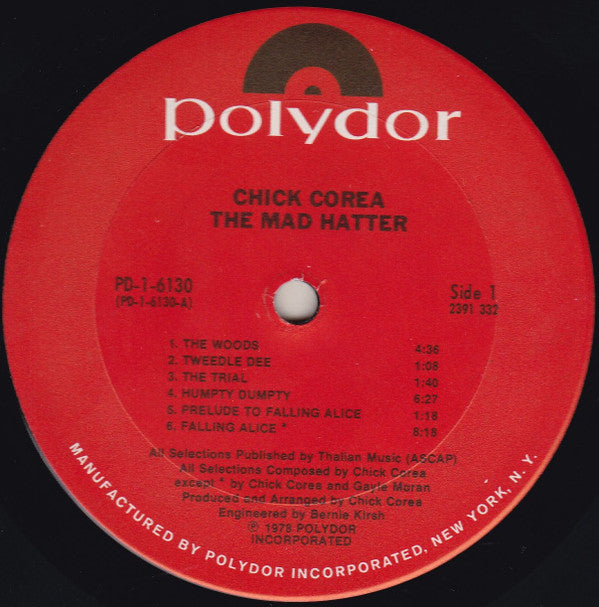 polydor
CHICK COREA
THE MAD HATTER
PD-1-6130
(PD-1-6130-A)
Side 1
2391 332
1. THE WOODS 4:36
2. TWEEDLE DEE 1:08
3. THE TRIAL 1:40
4. HUMPTY DUMPTY 6:27
5. PRELUDE TO FALLING ALICE 1:18
6. FALLING ALICE * 8:18
All Selections Published by Thalian Music (ASCAP)
All Selections Composed by Chick Corea
except * by Chick Corea and Gayle Moran
Produced and Arranged by Chick Corea
Engineered by Bernie Kirsh
℗ 1978 POLYDOR
INCORPORATED
MANUFACTURED BY POLYDOR INCORPORATED, NEW YORK, N. Y.